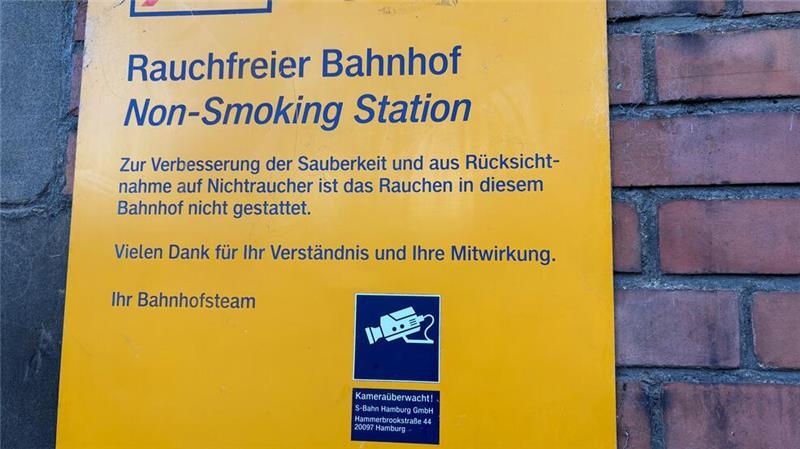 Rauchfreier Bahnhof
Non-Smoking Station
Zur Verbesserung der Sauberkeit und aus Rücksicht-
nahme auf Nichtraucher ist das Rauchen in diesem
Bahnhof nicht gestattet.
Vielen Dank für Ihr Verständnis und Ihre Mitwirkung.
Ihr Bahnhofsteam
Kameraüberwacht!
S-Bahn Hamburg GmbH
Hammerbrookstraße 44
20097 Hamburg